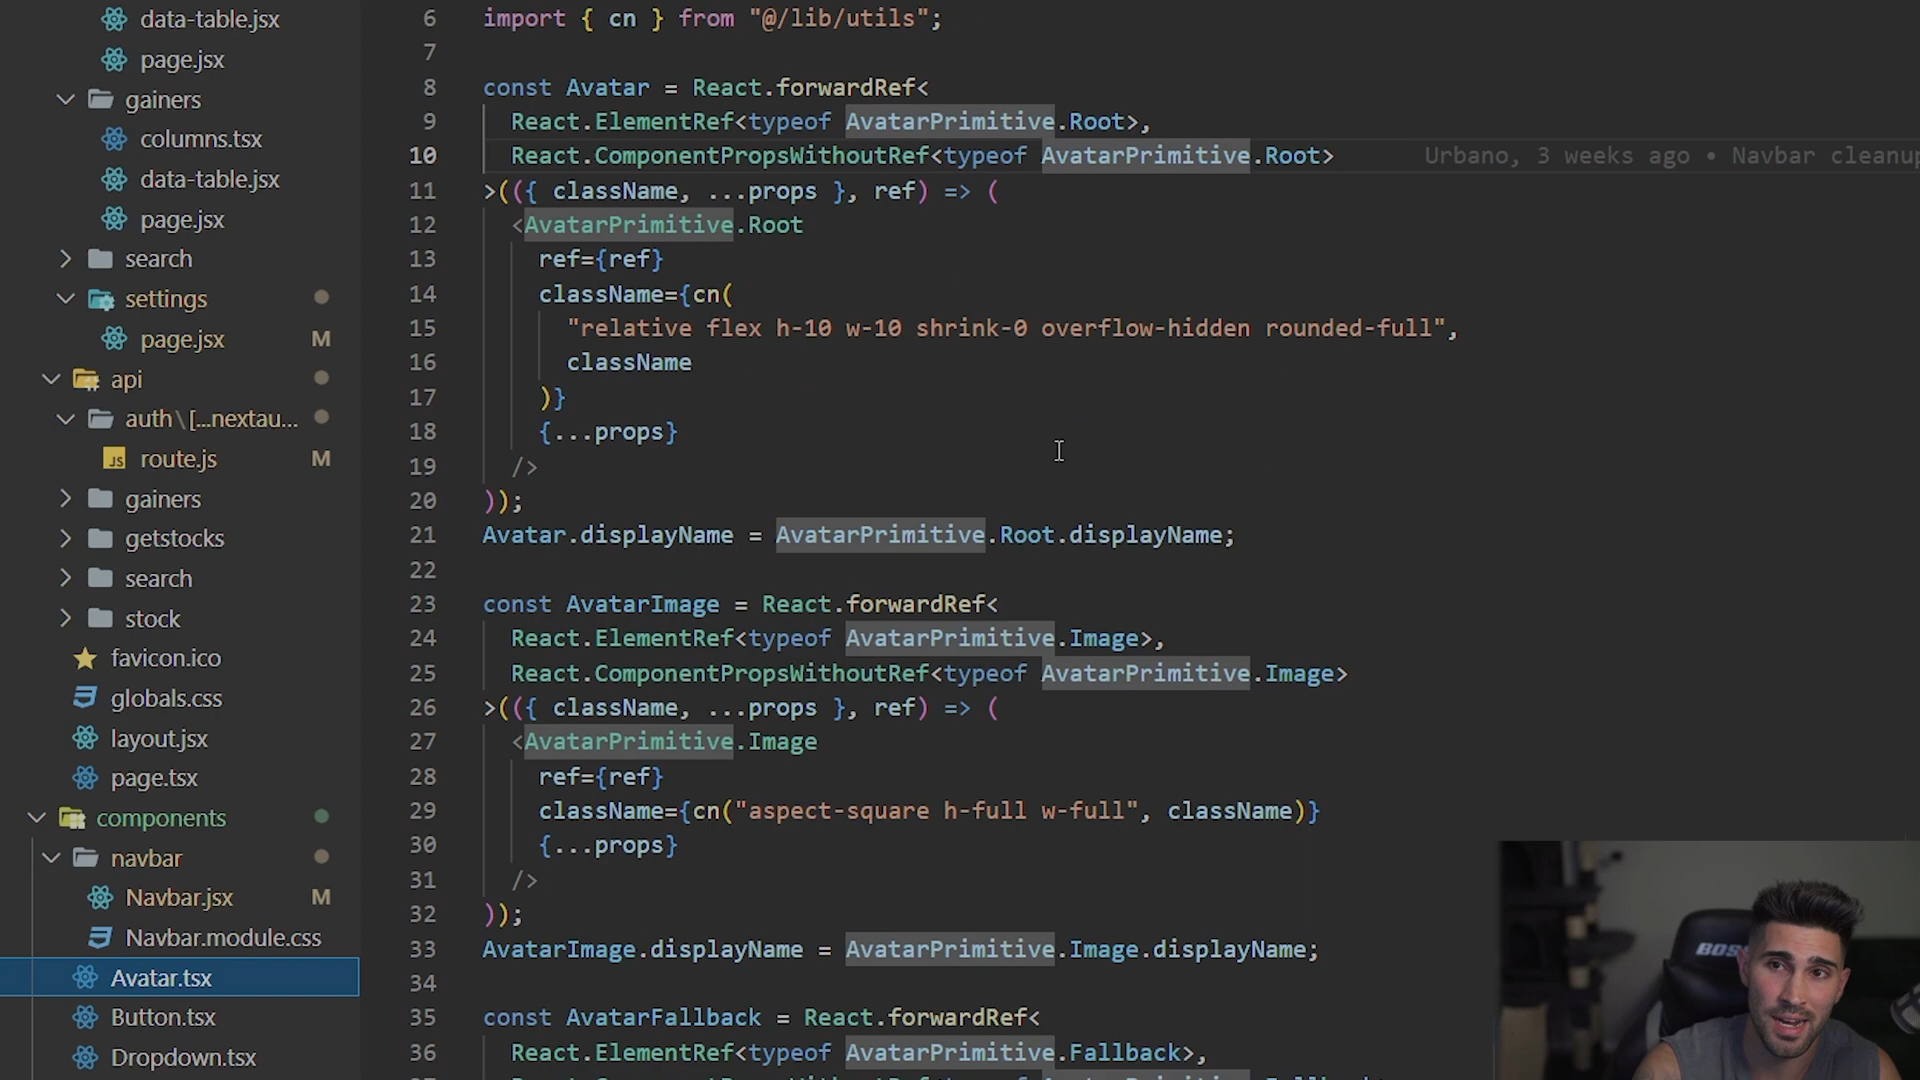 data-table.jsx
page.jsx
gainers
columns.tsx
data-table.jsx
page.jsx
search
settings
page.jsx M
api
auth\[...nextau...
route.js M
gainers
getstocks
search
stock
favicon.ico
globals.css
layout.jsx
page.tsx
components
navbar
Navbar.jsx M
Navbar.module.css
Avatar.tsx
Button.tsx
Dropdown.tsx
6 import { cn } from "@/lib/utils";
7
8 const Avatar = React.forwardRef<
9 React.ElementRef<typeof AvatarPrimitive.Root>,
10 React.ComponentPropsWithoutRef<typeof AvatarPrimitive.Root> Urbano, 3 weeks ago • Navbar cleanup
11 >(({ className, ...props }, ref) => (
12 <AvatarPrimitive.Root
13 ref={ref}
14 className={cn(
15 "relative flex h-10 w-10 shrink-0 overflow-hidden rounded-full",
16 className
17 )}
18 {...props}
19 />
20 ));
21 Avatar.displayName = AvatarPrimitive.Root.displayName;
22
23 const AvatarImage = React.forwardRef<
24 React.ElementRef<typeof AvatarPrimitive.Image>,
25 React.ComponentPropsWithoutRef<typeof AvatarPrimitive.Image>
26 >(({ className, ...props }, ref) => (
27 <AvatarPrimitive.Image
28 ref={ref}
29 className={cn("aspect-square h-full w-full", className)}
30 {...props}
31 />
32 ));
33 AvatarImage.displayName = AvatarPrimitive.Image.displayName;
34
35 const AvatarFallback = React.forwardRef<
36 React.ElementRef<typeof AvatarPrimitive.Fallback>,
JS
BOSS